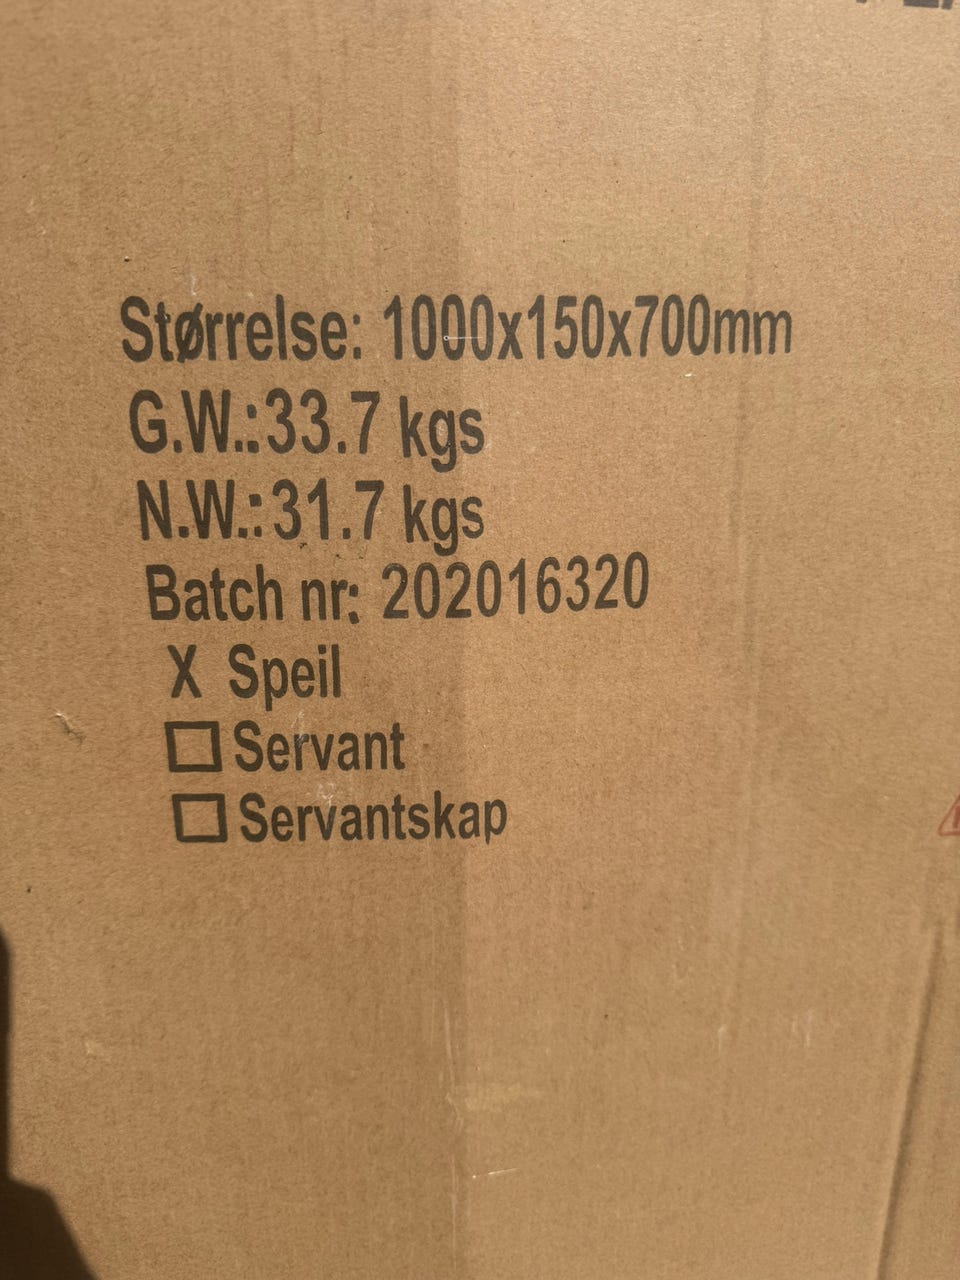 Størrelse: 1000x150x700mm
G.W.:33.7 kgs
N.W.:31.7 kgs
Batch nr: 202016320
X Speil
☐ Servant
☐ Servantskap